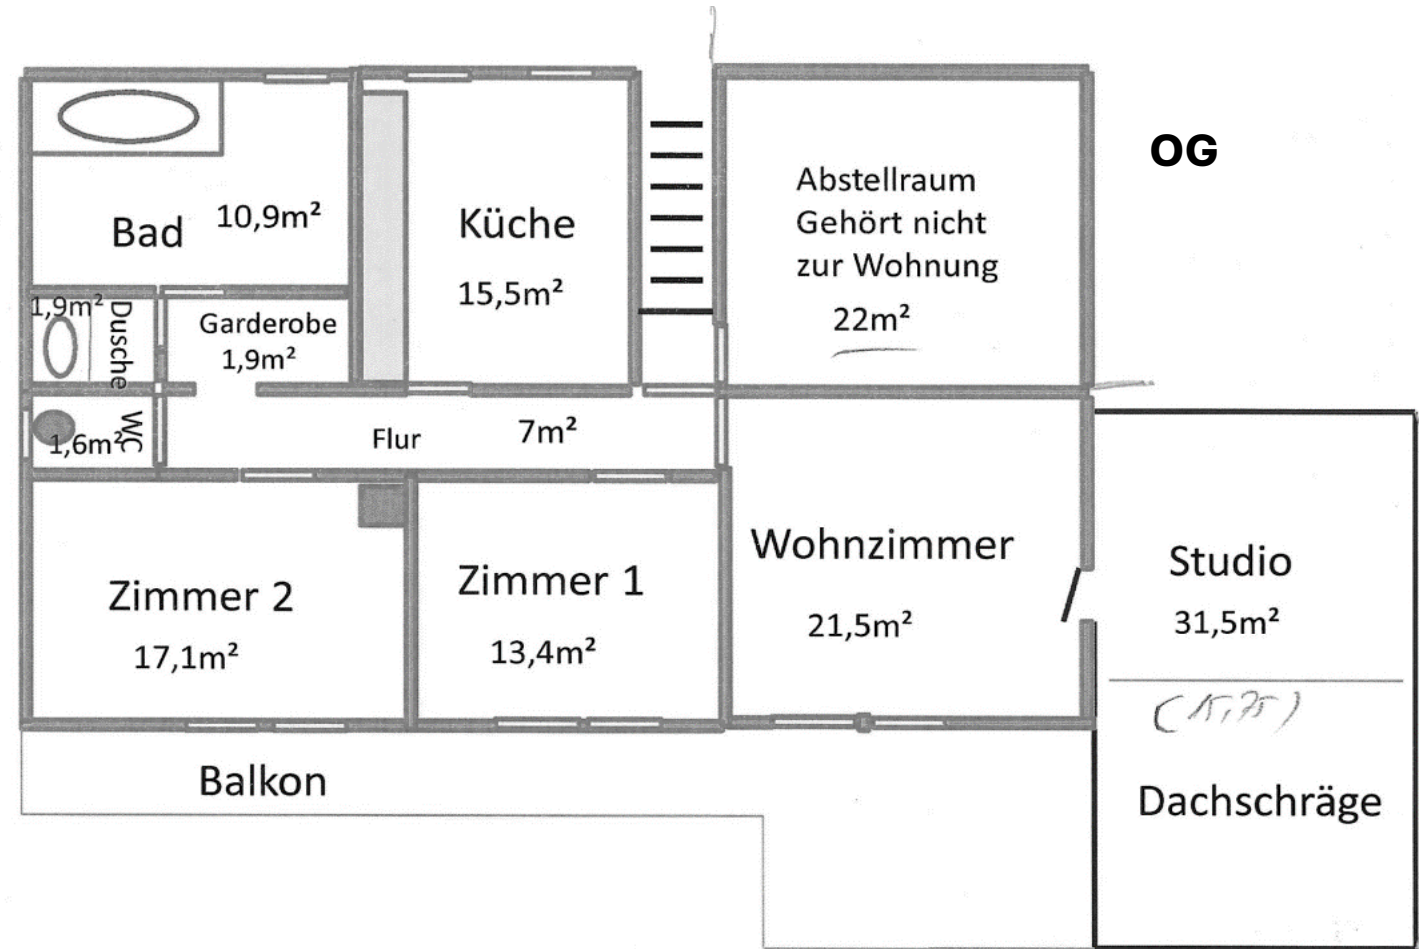 OG
Bad
10,9m²
Küche
15,5m²
Abstellraum
Gehört nicht
zur Wohnung
22m²
1,9m²
Dusche
Garderobe
1,9m²
WC
1,6m²
Flur
7m²
Zimmer 2
17,1m²
Zimmer 1
13,4m²
Wohnzimmer
21,5m²
Studio
31,5m²
(15,75)
Dachschräge
Balkon